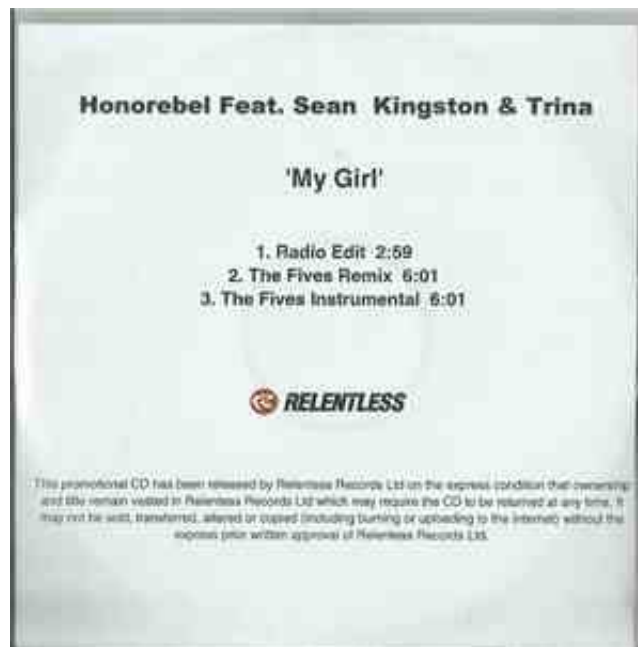 Honorebel Feat. Sean Kingston & Trina
'My Girl'
1. Radio Edit 2:59
2. The Fives Remix 6:01
3. The Fives Instrumental 6:01
RELENTLESS
This promotional CD has been released by Relentless Records Ltd on the express condition that ownership
and title remain vested in Relentless Records Ltd which may require the CD to be returned at any time. It
may not be sold, transferred, altered or copied (including burning or uploading to the internet) without the
express prior written approval of Relentless Records Ltd.